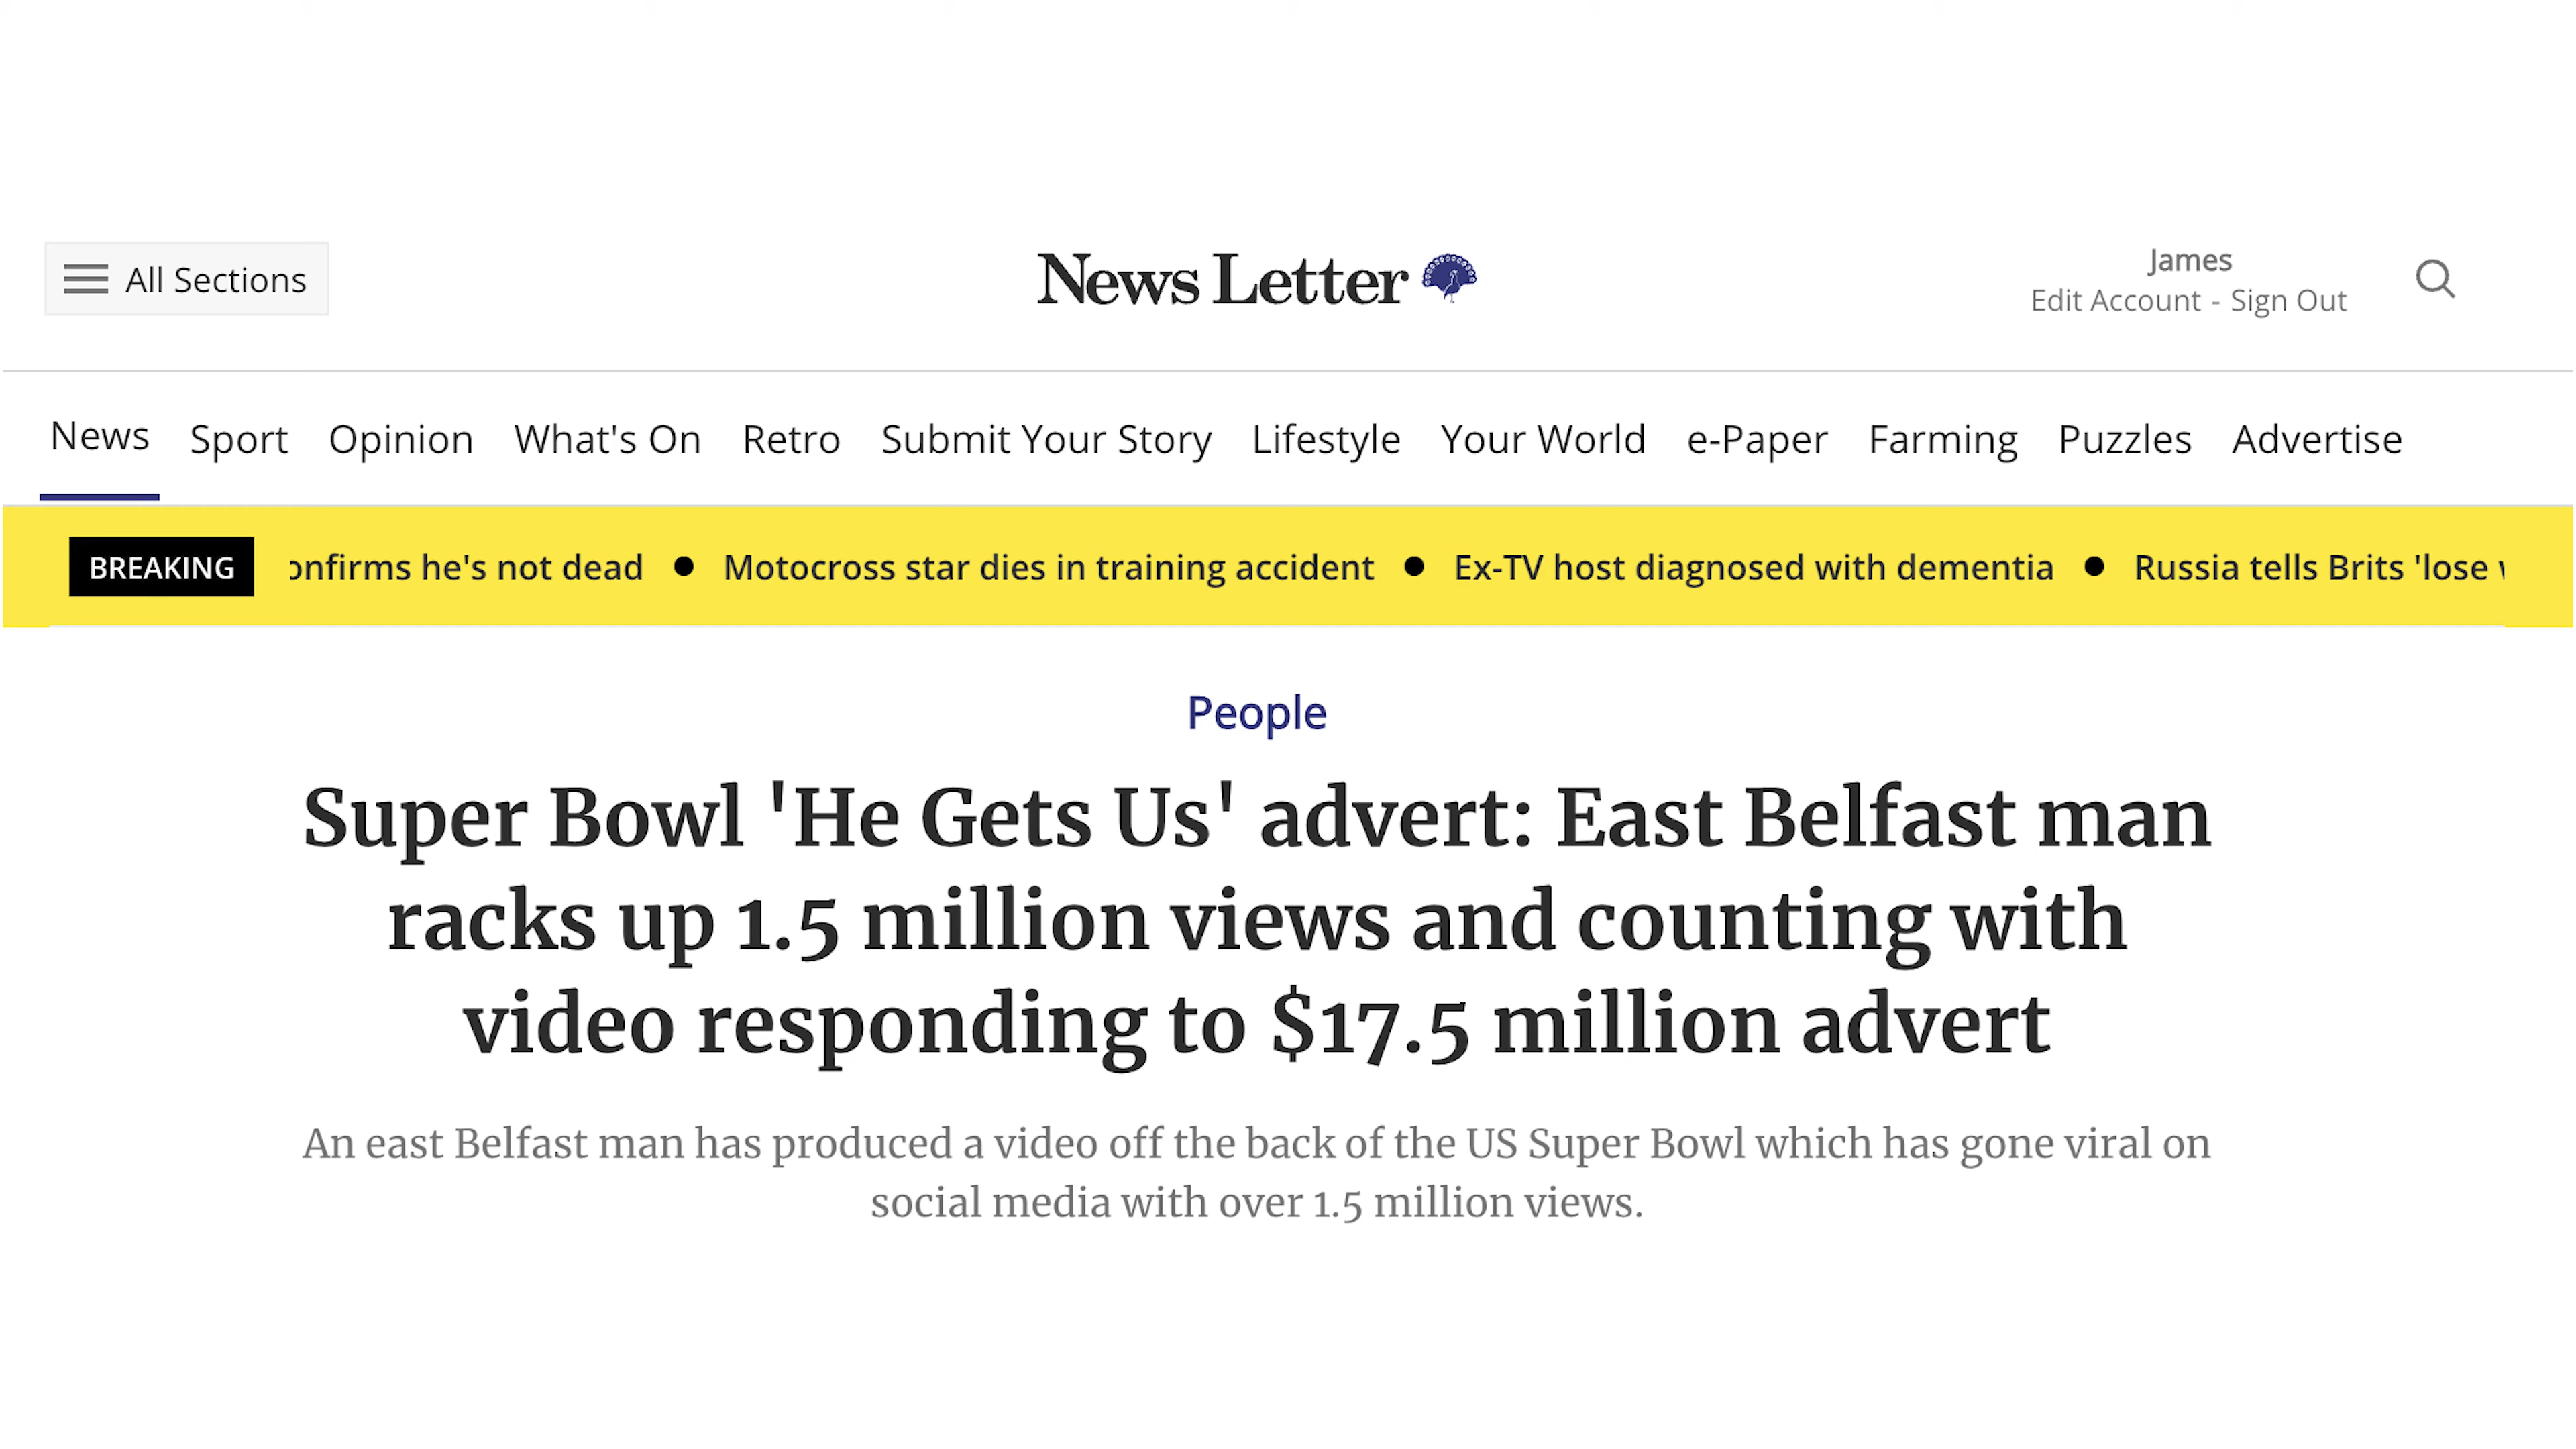 All Sections
News Letter
James
Edit Account - Sign Out
News Sport Opinion What's On Retro Submit Your Story Lifestyle Your World e-Paper Farming Puzzles Advertise
BREAKING he's not dead ● Motocross star dies in training accident ● Ex-TV host diagnosed with dementia ● Russia tells Brits 'lose
People
Super Bowl 'He Gets Us' advert: East Belfast man
racks up 1.5 million views and counting with
video responding to $17.5 million advert
An east Belfast man has produced a video off the back of the US Super Bowl which has gone viral on
social media with over 1.5 million views.